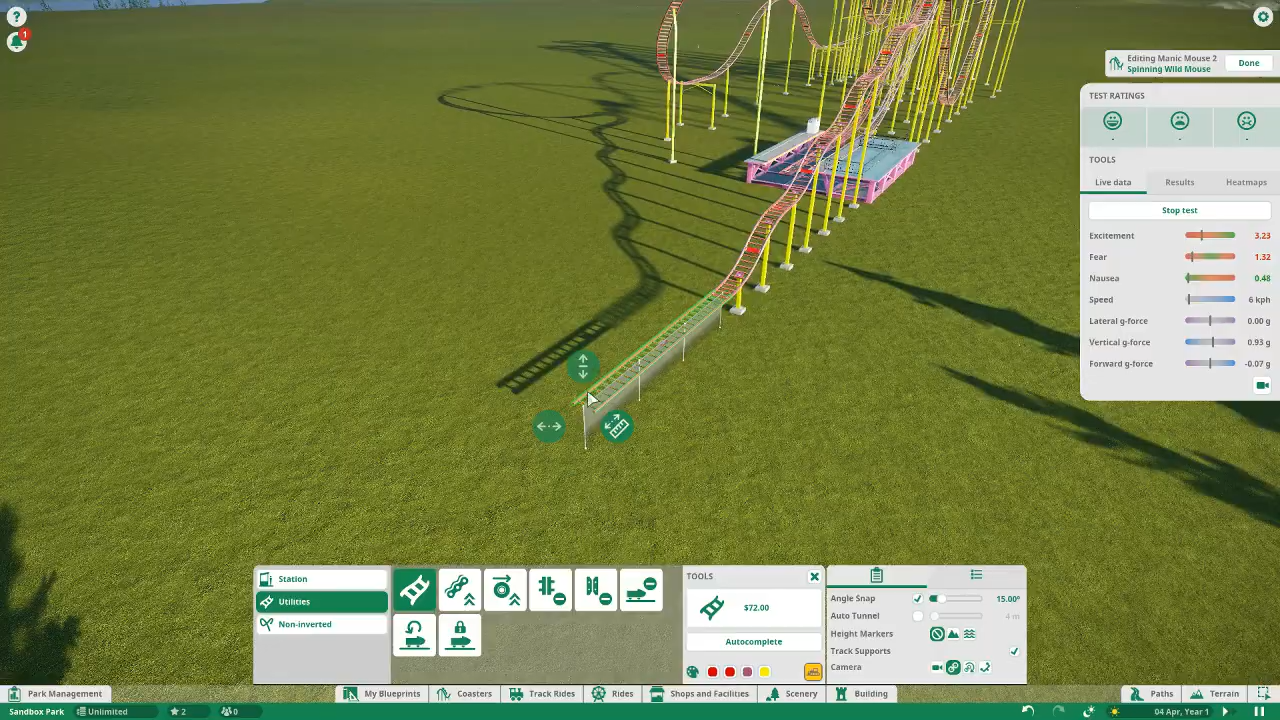 ?
1
Editing Manic Mouse 2
Spinning Wild Mouse
Done
TEST RATINGS
- - -
TOOLS
Live data Results Heatmaps
Stop test
Excitement 3.23
Fear 1.32
Nausea 0.48
Speed 6 kph
Lateral g-force 0.00 g
Vertical g-force 0.93 g
Forward g-force -0.07 g
Station
Utilities
Non-inverted
TOOLS
$72.00
Autocomplete
Angle Snap 15.00°
Auto Tunnel 4 m
Height Markers
Track Supports
Camera
Park Management My Blueprints Coasters Track Rides Rides Shops and Facilities Scenery Building Paths Terrain
Sandbox Park Unlimited 2 0 04 Apr, Year 1